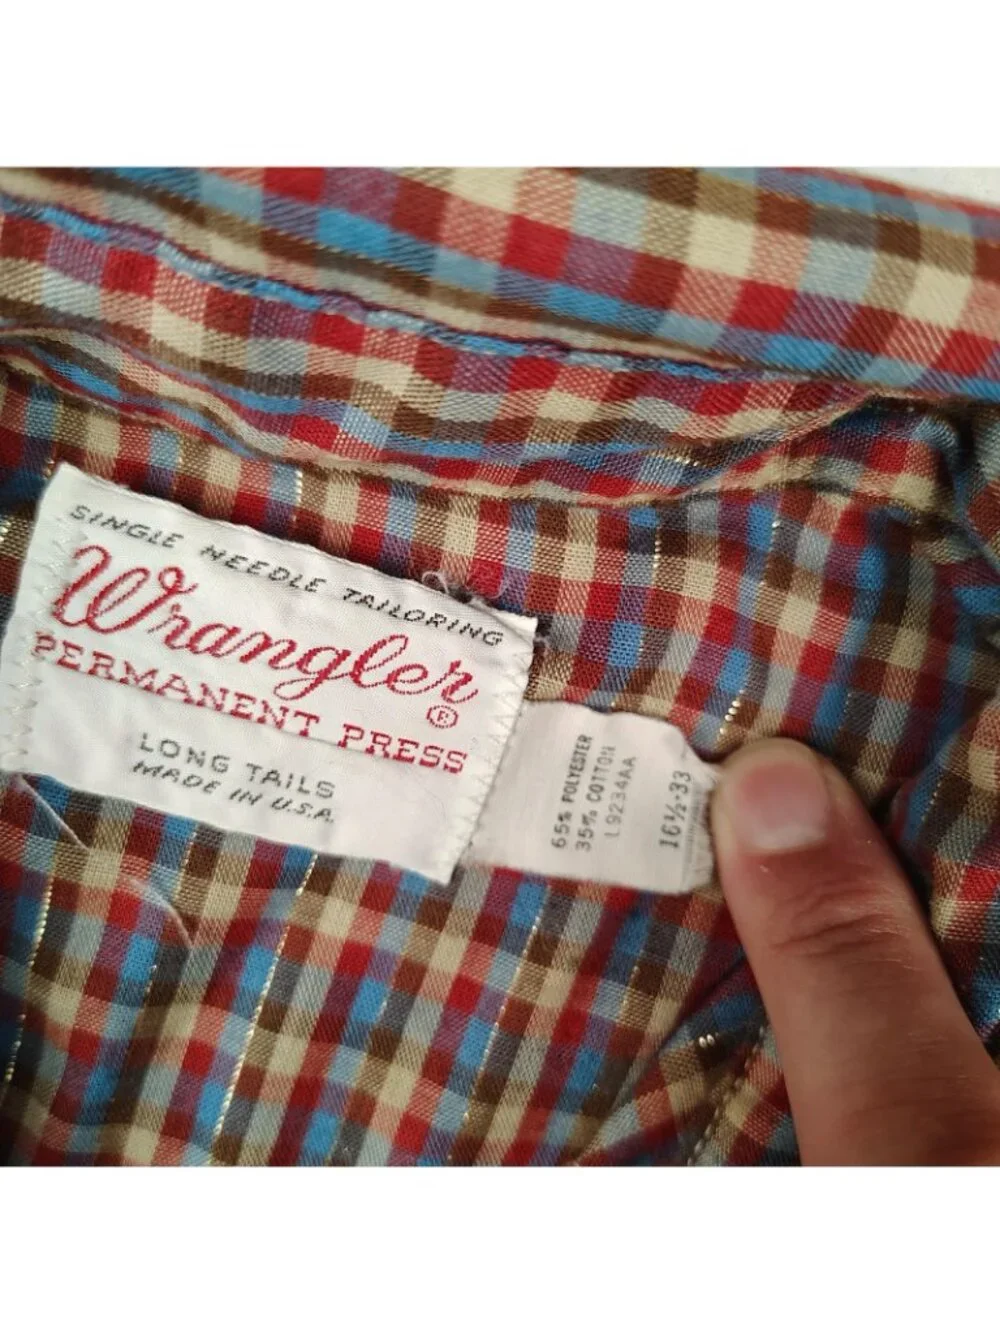 SINGLE NEEDLE TAILORING
Wrangler®
PERMANENT PRESS
LONG TAILS
MADE IN U.S.A.
65% POLYESTER
35% COTTON
L9234AA
16½-33